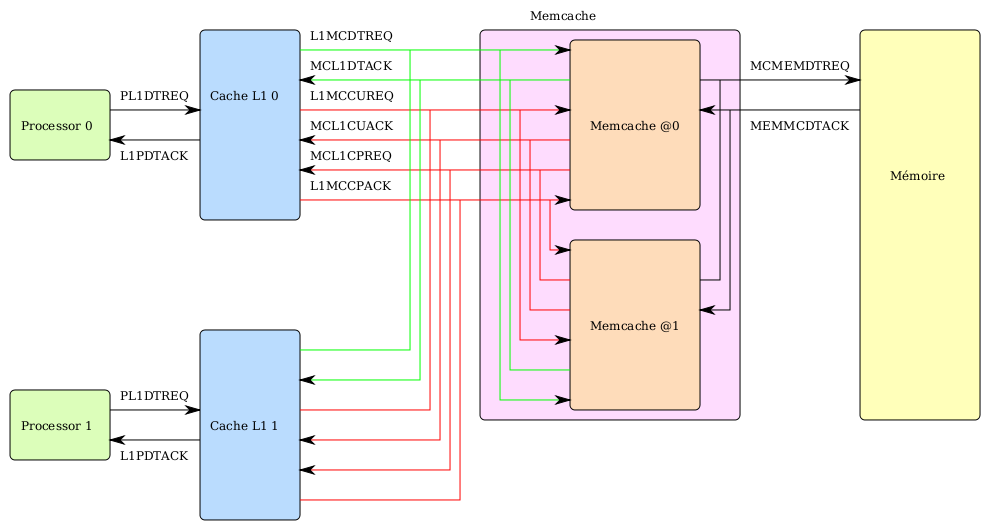 Memcache
L1MCDTREQ
MCL1DTACK
MCMEMDTREQ
PL1DTREQ
Cache L1 0
L1MCCUREQ
Processor 0
MCL1CUACK
Memcache @0
MEMMCDTACK
L1PDTACK
MCL1CPREQ
L1MCCPACK
Mémoire
Memcache @1
PL1DTREQ
Processor 1
Cache L1 1
L1PDTACK